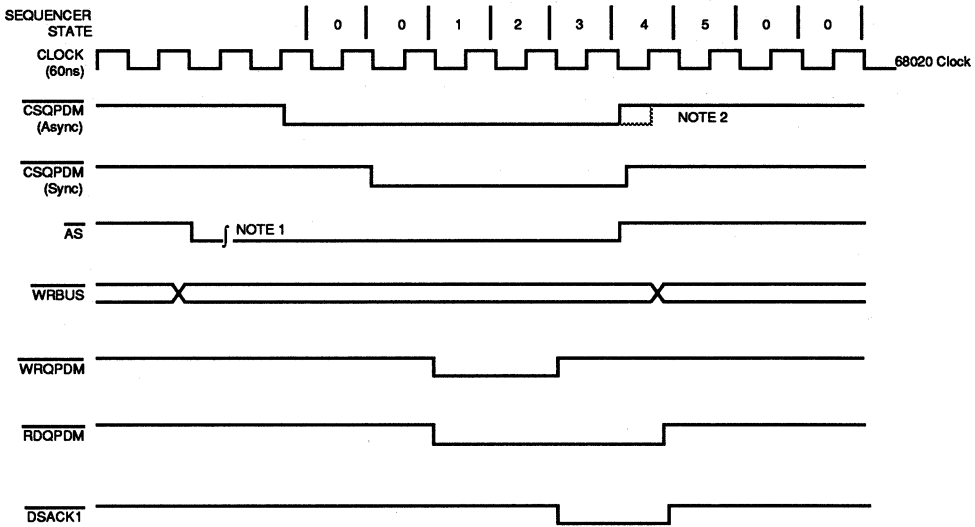 SEQUENCER
STATE
0 0 1 2 3 4 5 0 0
CLOCK
(60ns)
68020 Clock
CSQPDM
(Async)
NOTE 2
CSQPDM
(Sync)
AS
NOTE 1
WRBUS
WRQPDM
RDQPDM
DSACK1